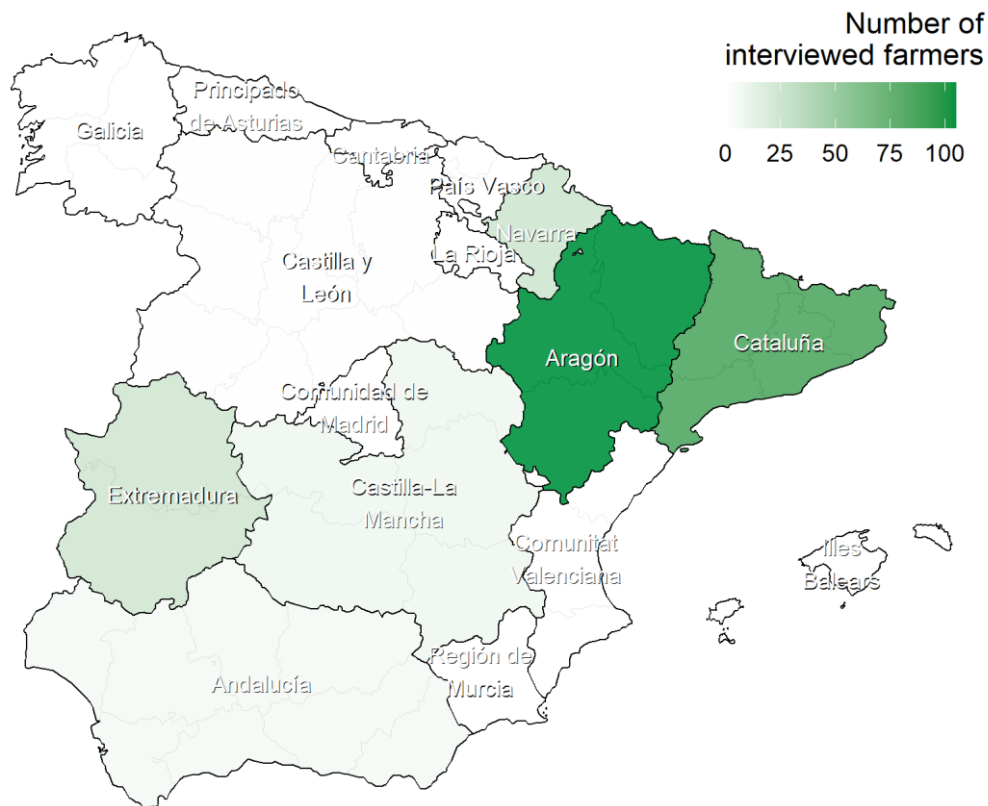 Number of
interviewed farmers
0 25 50 75 100
Principado
de Asturias
Galicia
Cantabria
País Vasco
Navarra
La Rioja
Castilla y
León
Aragón
Cataluña
Comunidad de
Madrid
Extremadura
Castilla-La
Mancha
Comunitat
Valenciana
Illes
Balears
Región de
Murcia
Andalucía